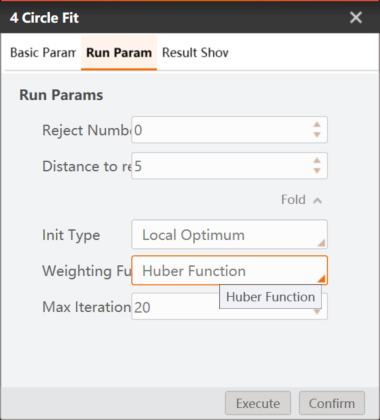 4 Circle Fit
Basic Param Run Param Result Shov
Run Params
Reject Numbe 0
Distance to re 5
Fold
Init Type Local Optimum
Weighting Fu Huber Function
Huber Function
Max Iteration 20
Execute Confirm